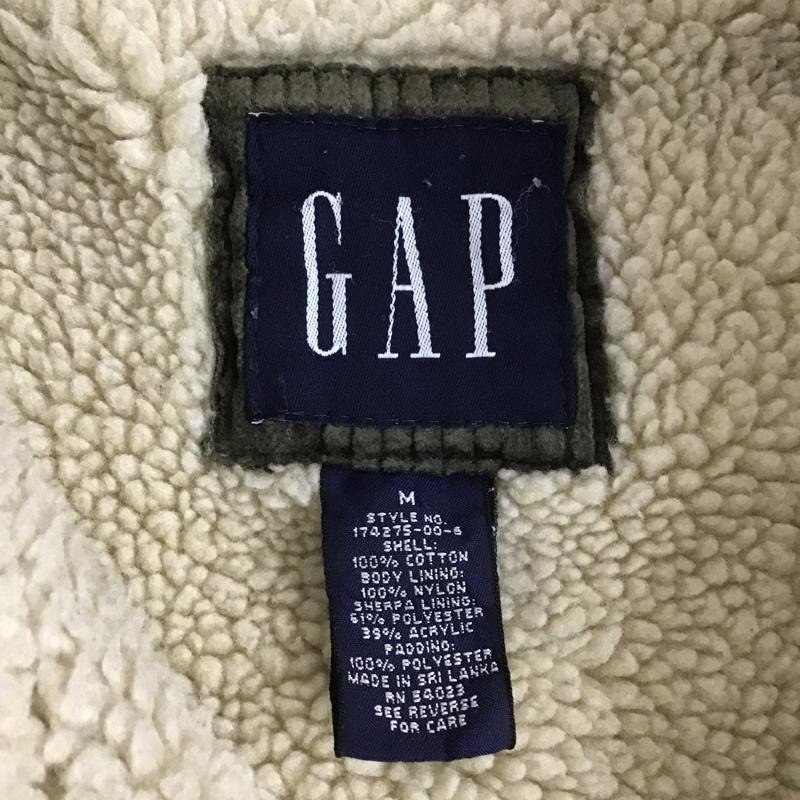 GAP
M
STYLE NO.
174275-00-6
SHELL:
100% COTTON
BODY LINING:
100% NYLON
SHERPA LINING:
61% POLYESTER
39% ACRYLIC
PADDING:
100% POLYESTER
MADE IN SRI LANKA
RN 54023
SEE REVERSE
FOR CARE